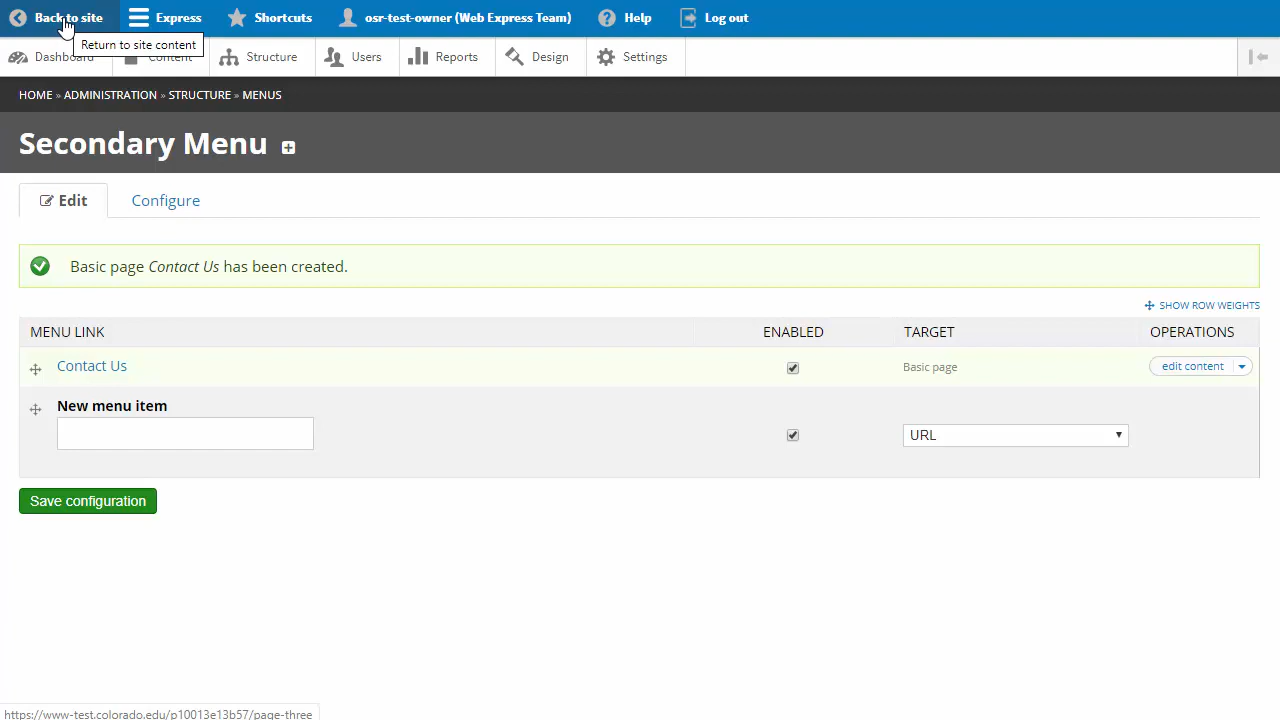 Back to site Express Shortcuts osr-test-owner (Web Express Team) Help Log out
Return to site content
Dashboard Content Structure Users Reports Design Settings
HOME » ADMINISTRATION » STRUCTURE » MENUS
Secondary Menu
Edit Configure
Basic page Contact Us has been created.
SHOW ROW WEIGHTS
MENU LINK ENABLED TARGET OPERATIONS
Contact Us Basic page edit content
New menu item
URL
Save configuration
https://www-test.colorado.edu/p10013e13b57/page-three